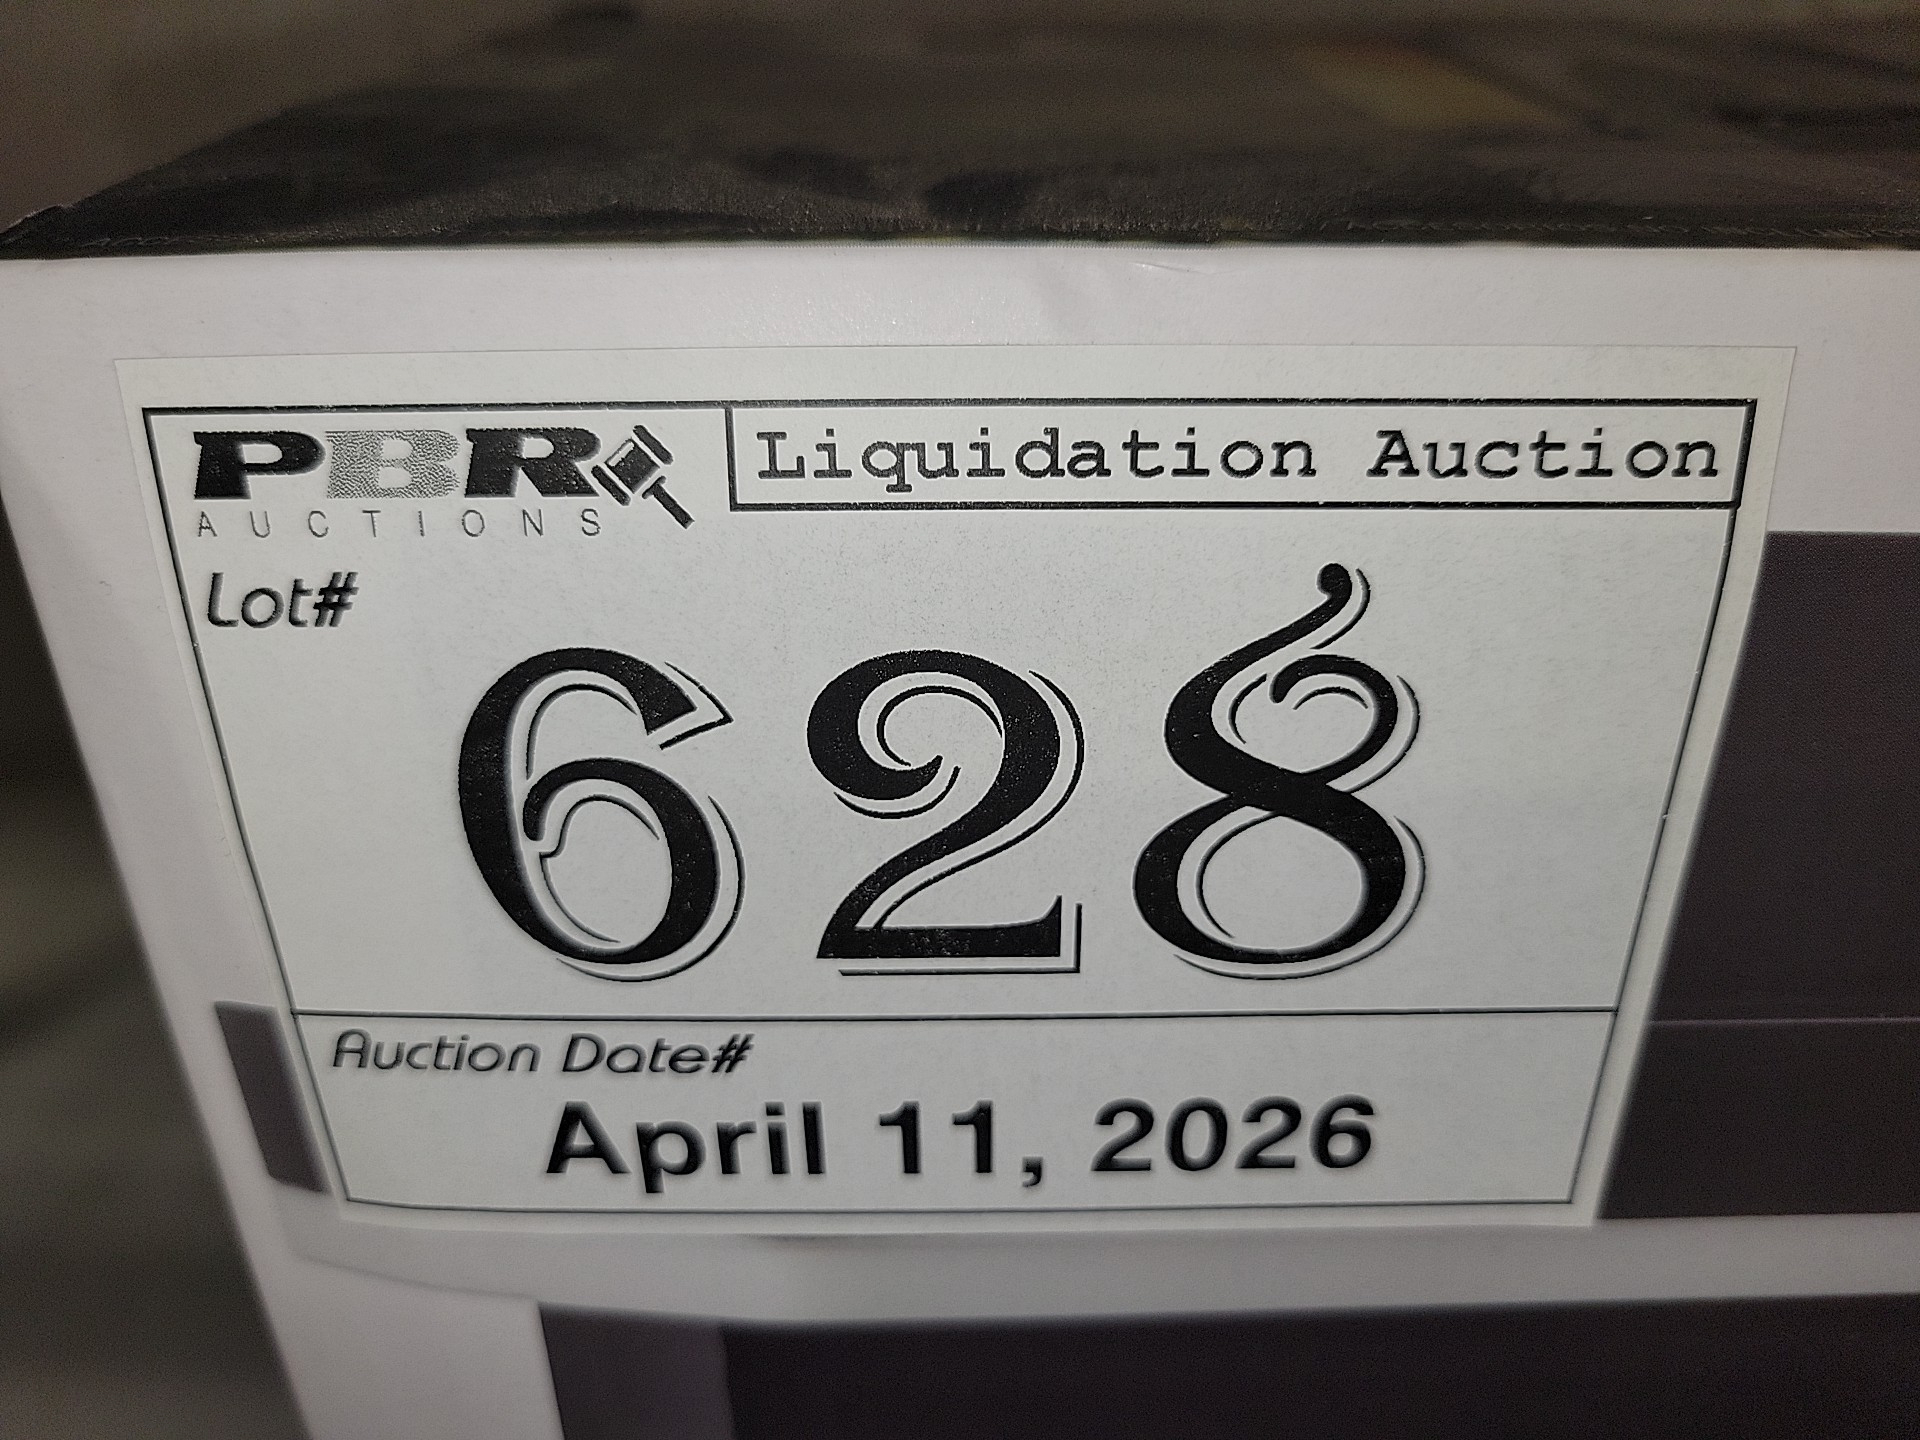 PBR
AUCTIONS
Liquidation Auction
Lot#
628
Auction Date#
April 11, 2026